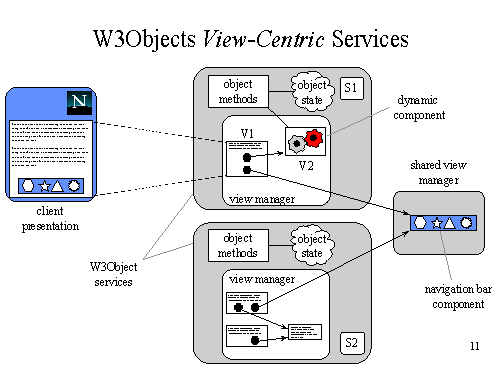 W3Objects View-Centric Services
N
object
methods
object
state
S1
dynamic
component
V1
V2
shared view
manager
view manager
client
presentation
object
methods
object
state
W3Object
services
view manager
navigation bar
component
S2
11